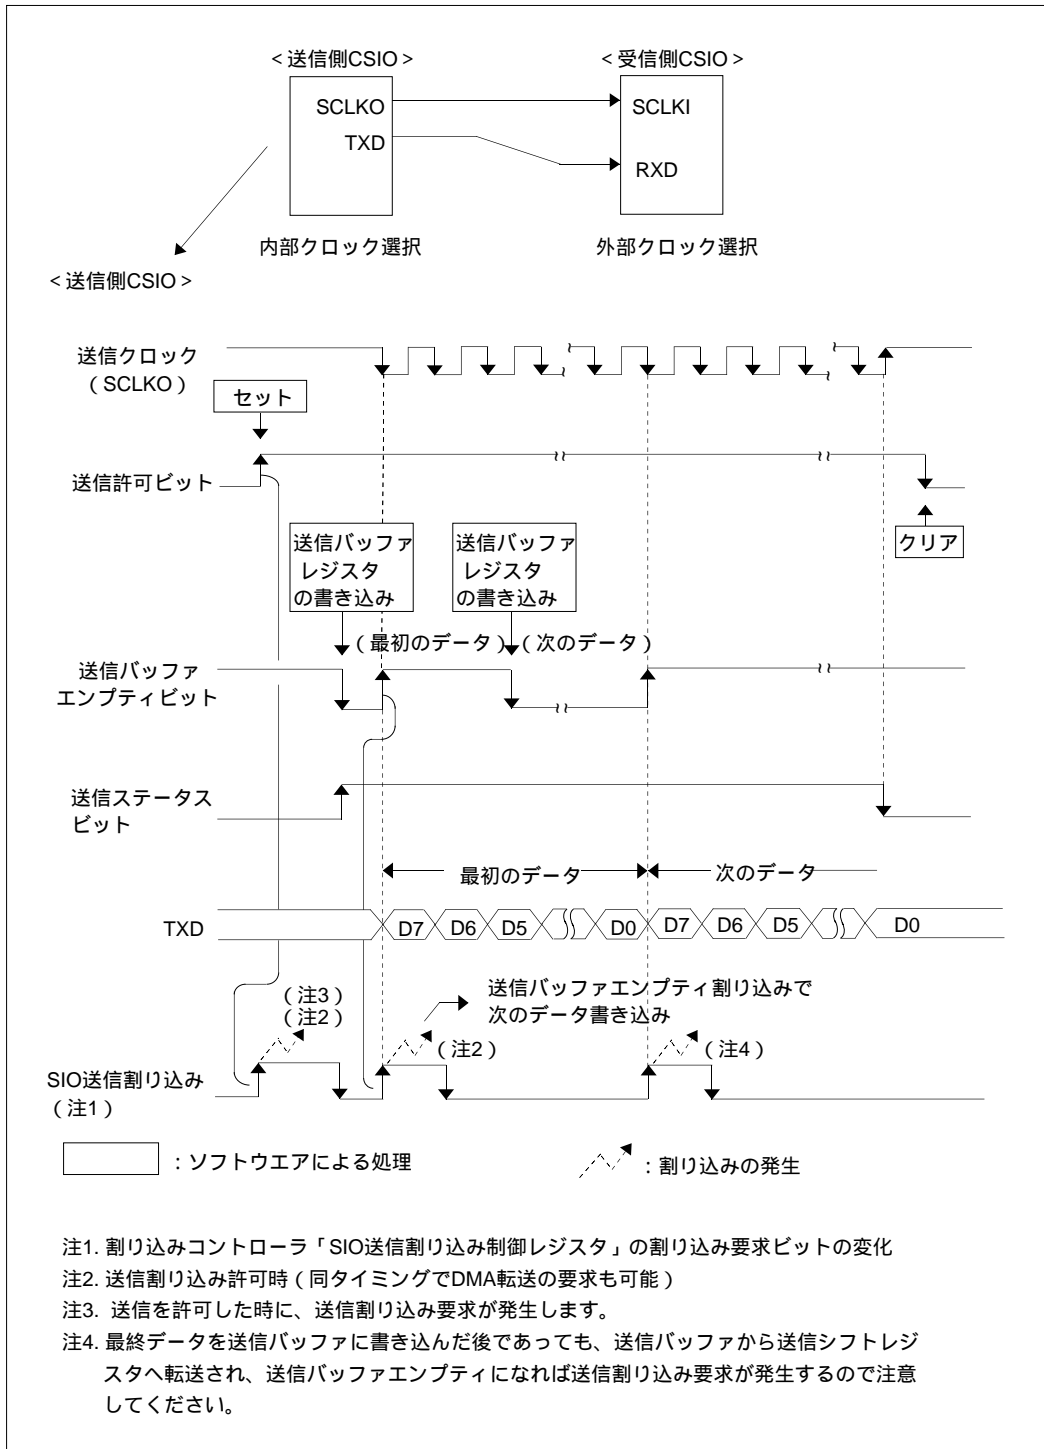 ＜送信側CSIO＞
＜受信側CSIO＞
SCLKO
SCLKI
TXD
RXD
内部クロック選択
外部クロック選択
＜送信側CSIO＞
送信クロック
（SCLKO）
セット
送信許可ビット
クリア
送信バッファ
レジスタ
の書き込み
送信バッファ
レジスタ
の書き込み
（最初のデータ）
（次のデータ）
送信バッファ
エンプティビット
送信ステータス
ビット
最初のデータ
次のデータ
TXD
D7 D6 D5 D0 D7 D6 D5 D0
（注3）
（注2）
送信バッファエンプティ割り込みで
次のデータ書き込み
（注2）
（注4）
SIO送信割り込み
（注1）
：ソフトウエアによる処理
：割り込みの発生
注1. 割り込みコントローラ「SIO送信割り込み制御レジスタ」の割り込み要求ビットの変化
注2. 送信割り込み許可時（同タイミングでDMA転送の要求も可能）
注3. 送信を許可した時に、送信割り込み要求が発生します。
注4. 最終データを送信バッファに書き込んだ後であっても、送信バッファから送信シフトレジ
スタへ転送され、送信バッファエンプティになれば送信割り込み要求が発生するので注意
してください。